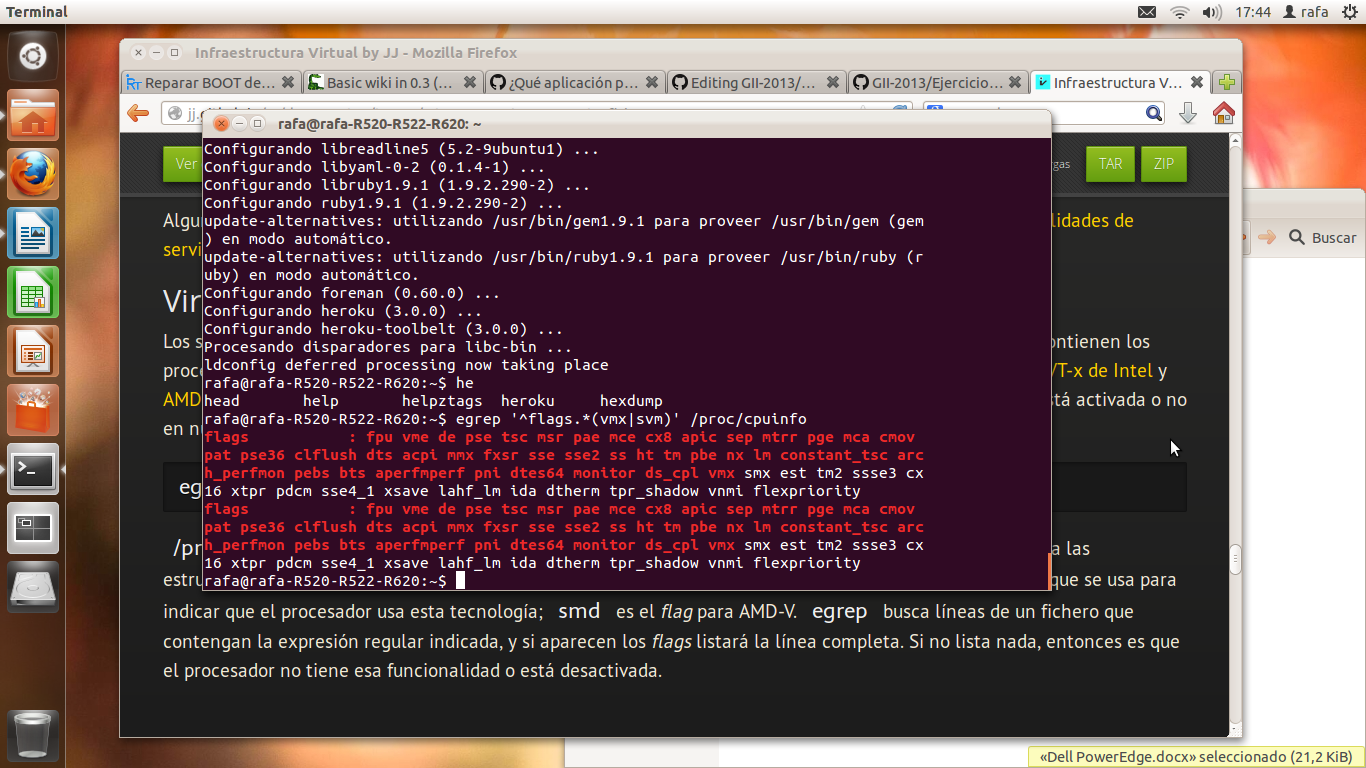 Terminal
17:44
rafa
Infraestructura Virtual by JJ - Mozilla Firefox
Reparar BOOT de...
Basic wiki in 0.3 (...
¿Qué aplicación p...
Editing GII-2013/...
GII-2013/Ejercicio...
Infraestructura V...
rafa@rafa-R520-R522-R620: ~
Configurando libreadline5 (5.2-9ubuntu1) ...
Configurando libyaml-0-2 (0.1.4-1) ...
Configurando libruby1.9.1 (1.9.2.290-2) ...
Configurando ruby1.9.1 (1.9.2.290-2) ...
update-alternatives: utilizando /usr/bin/gem1.9.1 para proveer /usr/bin/gem (gem
) en modo automático.
update-alternatives: utilizando /usr/bin/ruby1.9.1 para proveer /usr/bin/ruby (r
uby) en modo automático.
Configurando foreman (0.60.0) ...
Configurando heroku (3.0.0) ...
Configurando heroku-toolbelt (3.0.0) ...
Procesando disparadores para libc-bin ...
ldconfig deferred processing now taking place
rafa@rafa-R520-R522-R620:~$ he
head help helpztags heroku hexdump
rafa@rafa-R520-R522-R620:~$ egrep '^flags.*(vmx|svm)' /proc/cpuinfo
flags : fpu vme de pse tsc msr pae mce cx8 apic sep mtrr pge mca cmov
pat pse36 clflush dts acpi mmx fxsr sse sse2 ss ht tm pbe nx lm constant_tsc arc
h_perfmon pebs bts aperfmperf pni dtes64 monitor ds_cpl vmx smx est tm2 ssse3 cx
16 xtpr pdcm sse4_1 xsave lahf_lm ida dtherm tpr_shadow vnmi flexpriority
flags : fpu vme de pse tsc msr pae mce cx8 apic sep mtrr pge mca cmov
pat pse36 clflush dts acpi mmx fxsr sse sse2 ss ht tm pbe nx lm constant_tsc arc
h_perfmon pebs bts aperfmperf pni dtes64 monitor ds_cpl vmx smx est tm2 ssse3 cx
16 xtpr pdcm sse4_1 xsave lahf_lm ida dtherm tpr_shadow vnmi flexpriority
rafa@rafa-R520-R522-R620:~$
Ver
gas TAR ZIP
Algu lidades de
servi
Vir
Los s ontienen los
proc /T-x de Intel y
AMD tá activada o no
en nu
eg
/pr a las
estru que se usa para
indicar que el procesador usa esta tecnología; smd es el flag para AMD-V. egrep busca líneas de un fichero que
contengan la expresión regular indicada, y si aparecen los flags listará la línea completa. Si no lista nada, entonces es que
el procesador no tiene esa funcionalidad o está desactivada.
Buscar
«Dell PowerEdge.docx» seleccionado (21,2 KiB)